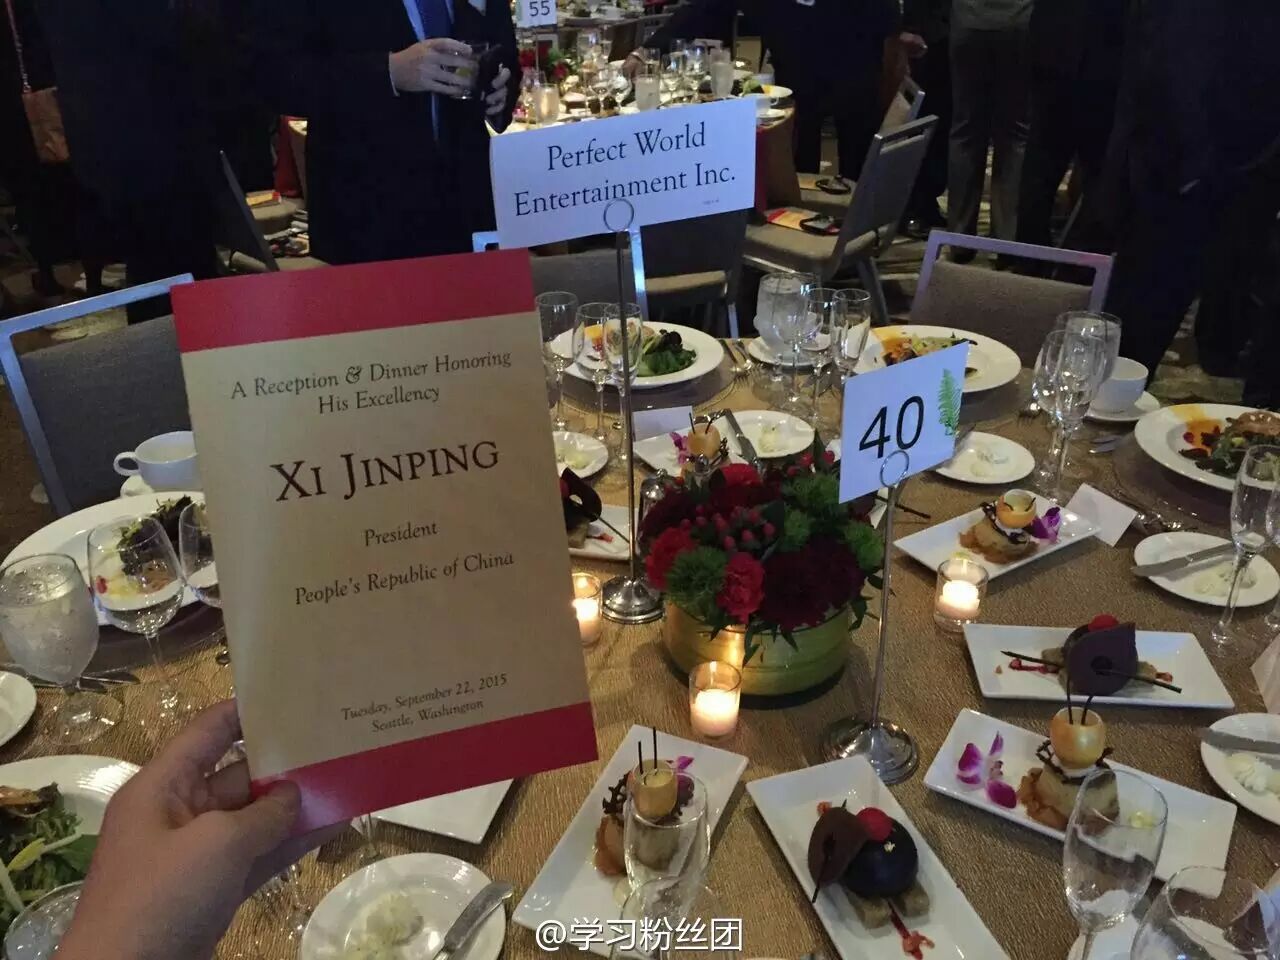 55
Perfect World
Entertainment Inc.
A Reception & Dinner Honoring
His Excellency
XI JINPING
President
People's Republic of China
Tuesday, September 22, 2015
Seattle, Washington
40
@学习粉丝团